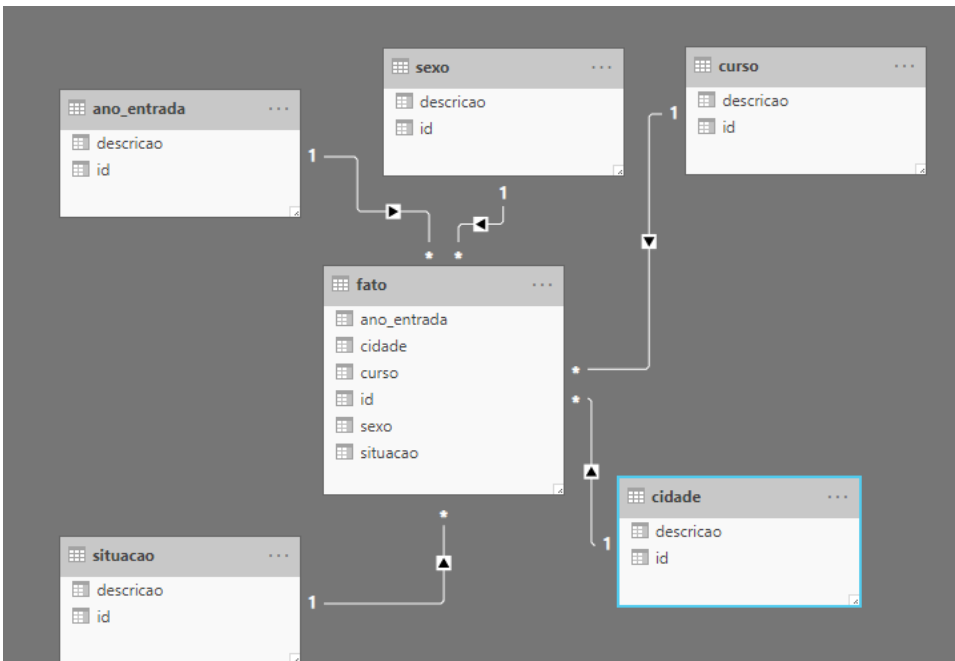 sexo ...
descricao
id
curso ...
descricao
id
ano_entrada ...
descricao
id
1
1
1
*
*
fato ...
ano_entrada
cidade
curso
id
sexo
situacao
*
*
cidade ...
descricao
id
1
*
situacao ...
descricao
id
1